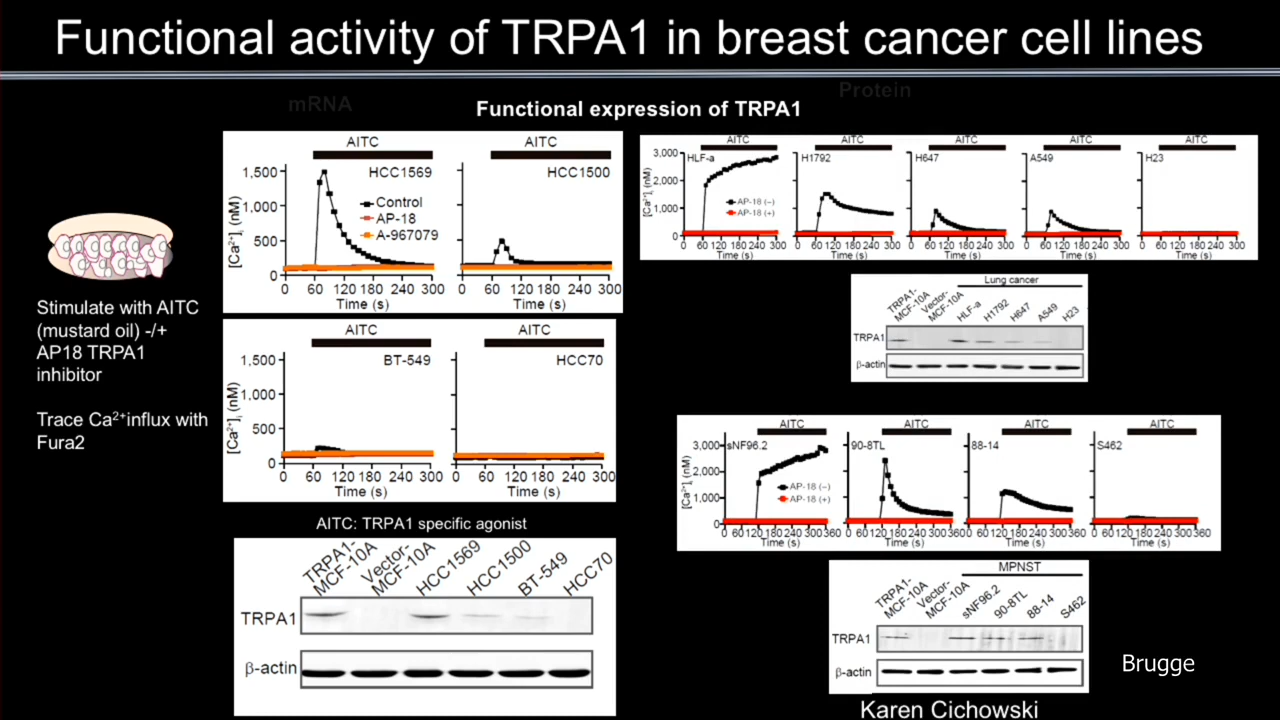 Functional activity of TRPA1 in breast cancer cell lines
mRNA
Protein
Functional expression of TRPA1
Stimulate with AITC
(mustard oil) -/+
AP18 TRPA1
inhibitor
Trace Ca²⁺influx with
Fura2
AITC
AITC
HCC1569
HCC1500
[Ca²⁺]ᵢ (nM)
1,500
1,000
500
0
Control
AP-18
A-967079
0 60 120 180 240 300
0 60 120 180 240 300
Time (s)
Time (s)
AITC
AITC
BT-549
HCC70
[Ca²⁺]ᵢ (nM)
1,500
1,000
500
0
0 60 120 180 240 300
0 60 120 180 240 300
Time (s)
Time (s)
AITC: TRPA1 specific agonist
TRPA1-
MCF-10A
Vector-
MCF-10A
HCC1569
HCC1500
BT-549
HCC70
TRPA1
β-actin
AITC
AITC
AITC
AITC
AITC
HLF-a
H1792
H647
A549
H23
[Ca²⁺]ᵢ (nM)
3,000
2,000
1,000
0
AP-18 (−)
AP-18 (+)
0 60 120 180 240 300
0 60 120 180 240 300
0 60 120 180 240 300
0 60 120 180 240 300
0 60 120 180 240 300
Time (s)
Time (s)
Time (s)
Time (s)
Time (s)
Lung cancer
TRPA1-
MCF-10A
Vector-
MCF-10A
HLF-a
H1792
H647
A549
H23
TRPA1
β-actin
AITC
AITC
AITC
AITC
sNF96.2
90-8TL
88-14
S462
[Ca²⁺]ᵢ (nM)
3,000
2,000
1,000
0
AP-18 (−)
AP-18 (+)
0 60 120 180 240 300 360
0 60 120 180 240 300 360
0 60 120 180 240 300 360
0 60 120 180 240 300 360
Time (s)
Time (s)
Time (s)
Time (s)
MPNST
TRPA1-
MCF-10A
Vector-
MCF-10A
sNF96.2
90-8TL
88-14
S462
TRPA1
β-actin
Brugge
Karen Cichowski